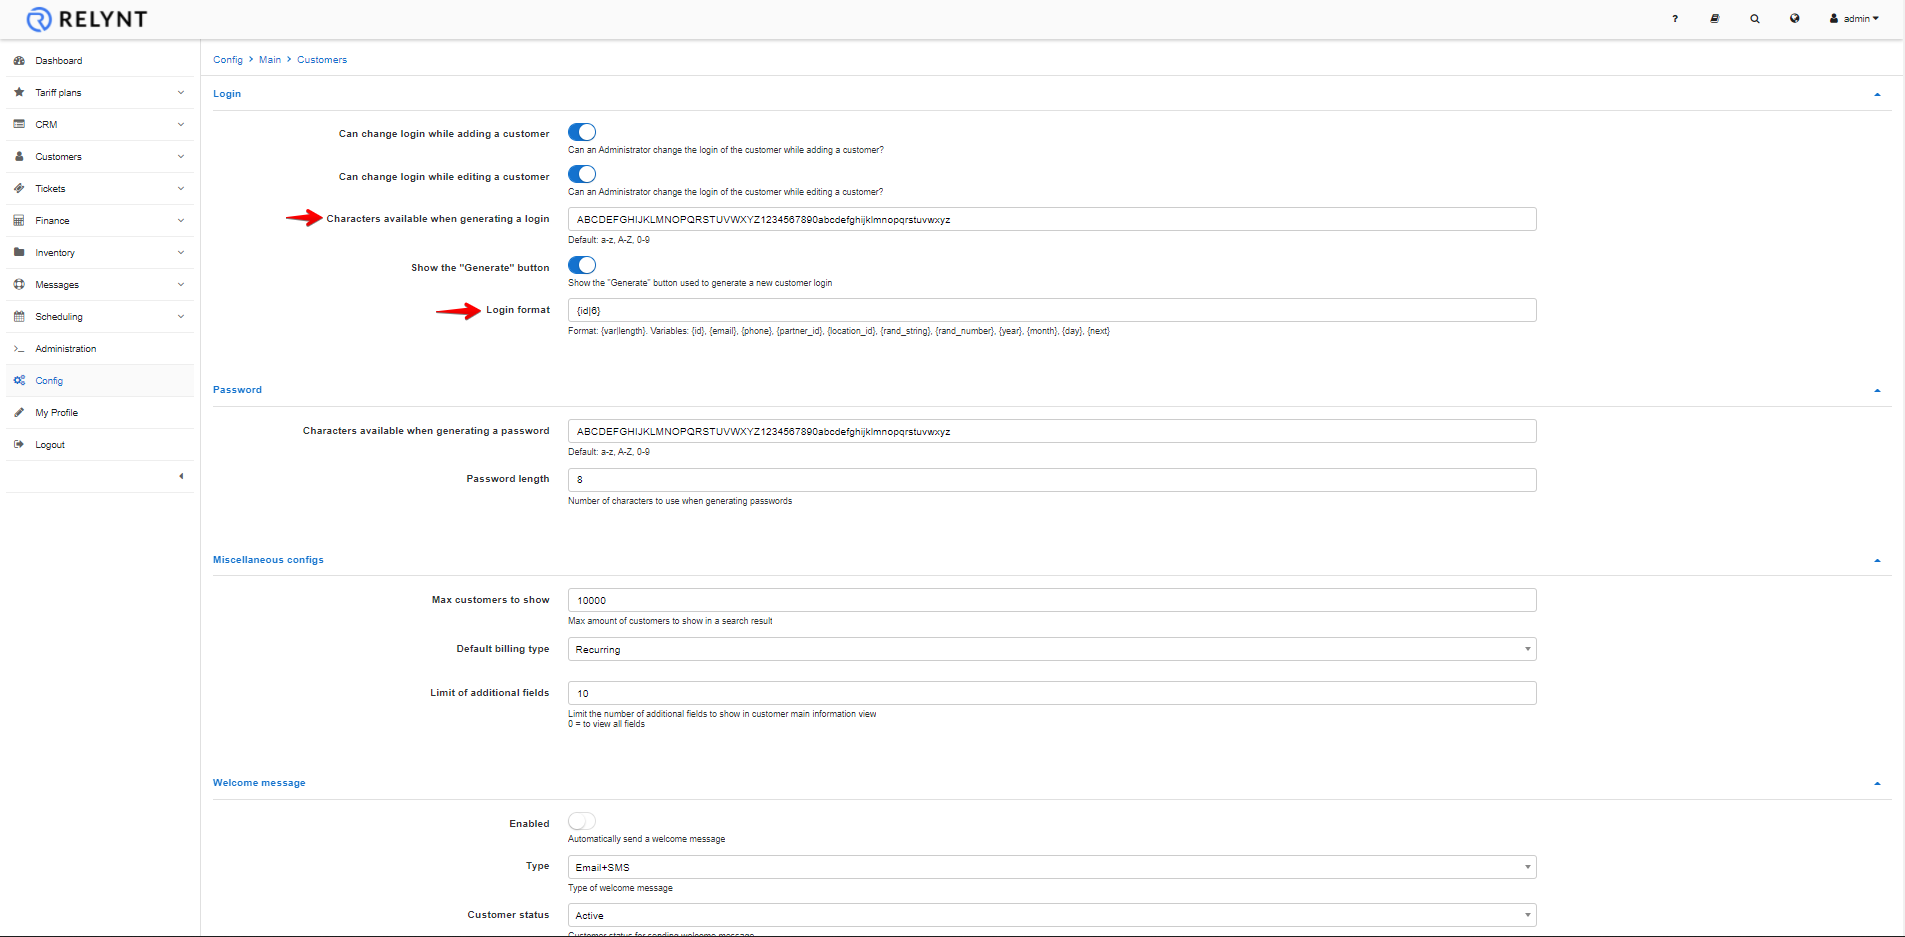 RELYNT
? admin
Dashboard
Tariff plans
CRM
Customers
Tickets
Finance
Inventory
Messages
Scheduling
Administration
Config
My Profile
Logout
Config > Main > Customers
Login
Can change login while adding a customer
Can an Administrator change the login of the customer while adding a customer?
Can change login while editing a customer
Can an Administrator change the login of the customer while editing a customer?
Characters available when generating a login ABCDEFGHIJKLMNOPQRSTUVWXYZ1234567890abcdefghijklmnopqrstuvwxyz
Default: a-z, A-Z, 0-9
Show the "Generate" button
Show the "Generate" button used to generate a new customer login
Login format {id|6}
Format: {var|length}. Variables: {id}, {email}, {phone}, {partner_id}, {location_id}, {rand_string}, {rand_number}, {year}, {month}, {day}, {next}
Password
Characters available when generating a password ABCDEFGHIJKLMNOPQRSTUVWXYZ1234567890abcdefghijklmnopqrstuvwxyz
Default: a-z, A-Z, 0-9
Password length 8
Number of characters to use when generating passwords
Miscellaneous configs
Max customers to show 10000
Max amount of customers to show in a search result
Default billing type Recurring
Limit of additional fields 10
Limit the number of additional fields to show in customer main information view
0 = to view all fields
Welcome message
Enabled
Automatically send a welcome message
Type Email+SMS
Type of welcome message
Customer status Active
Customer status for sending welcome message